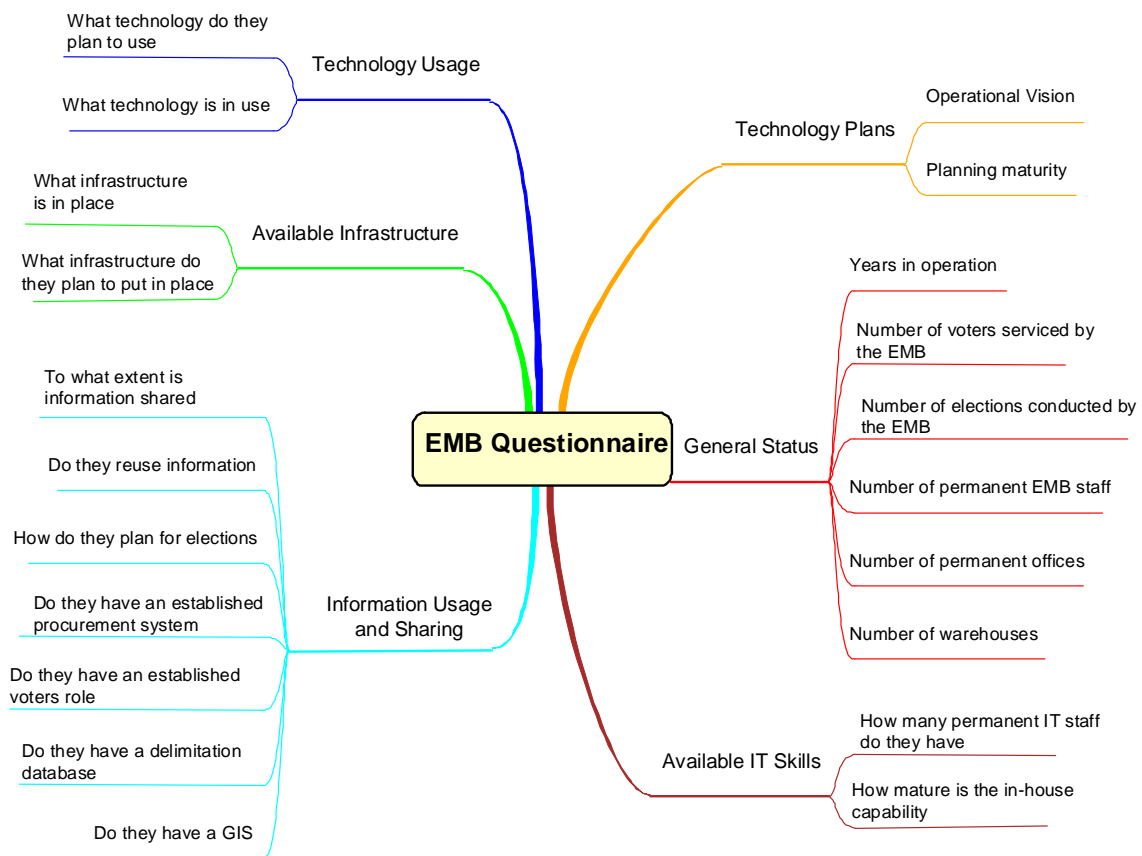 What technology do they
plan to use
What technology is in use
Technology Usage
What infrastructure
is in place
What infrastructure do
they plan to put in place
Available Infrastructure
To what extent is
information shared
Do they reuse information
How do they plan for elections
Do they have an established
procurement system
Do they have an established
voters role
Do they have a delimitation
database
Do they have a GIS
Information Usage
and Sharing
EMB Questionnaire
Technology Plans
Operational Vision
Planning maturity
General Status
Years in operation
Number of voters serviced by
the EMB
Number of elections conducted by
the EMB
Number of permanent EMB staff
Number of permanent offices
Number of warehouses
Available IT Skills
How many permanent IT staff
do they have
How mature is the in-house
capability